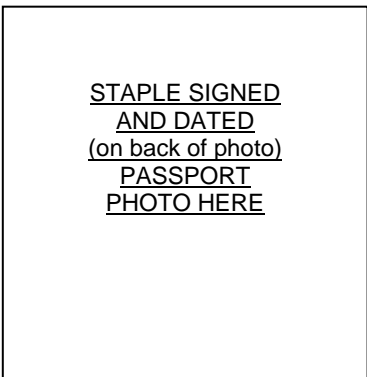 STAPLE SIGNED
AND DATED
(on back of photo)
PASSPORT
PHOTO HERE